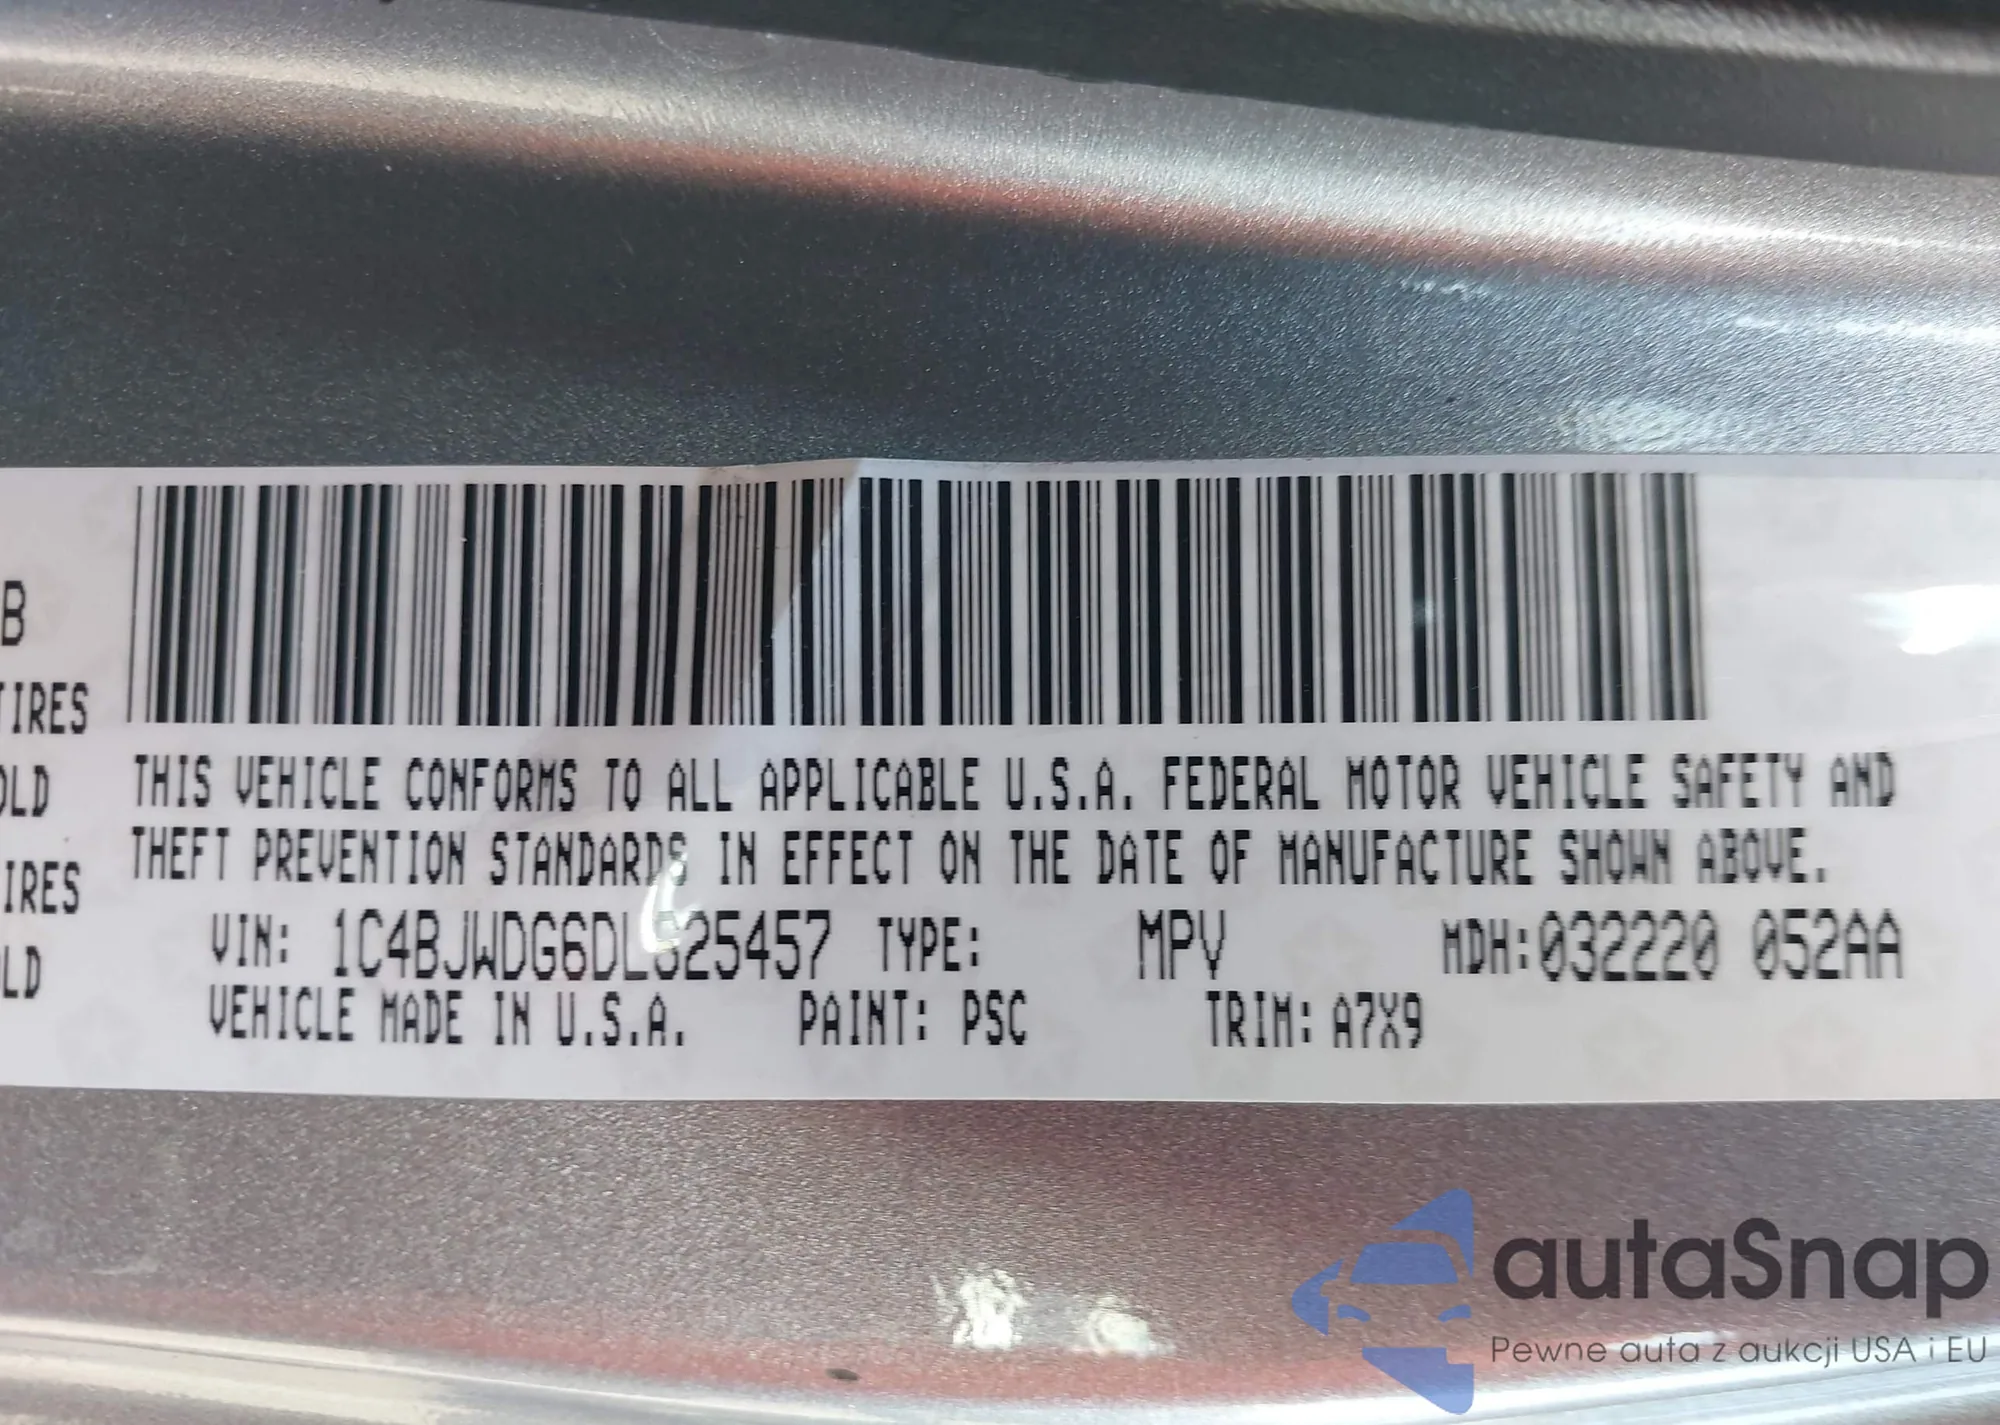 B
TIRES
OLD
IRES
LD
THIS VEHICLE CONFORMS TO ALL APPLICABLE U.S.A. FEDERAL MOTOR VEHICLE SAFETY AND
THEFT PREVENTION STANDARDS IN EFFECT ON THE DATE OF MANUFACTURE SHOWN ABOVE.
VIN: 1C4BJWDG6DL625457 TYPE: MPV MDH:032220 052AA
VEHICLE MADE IN U.S.A. PAINT: PSC TRIM: A7X9
autaSnap
Pewne auta z aukcji USA i EU